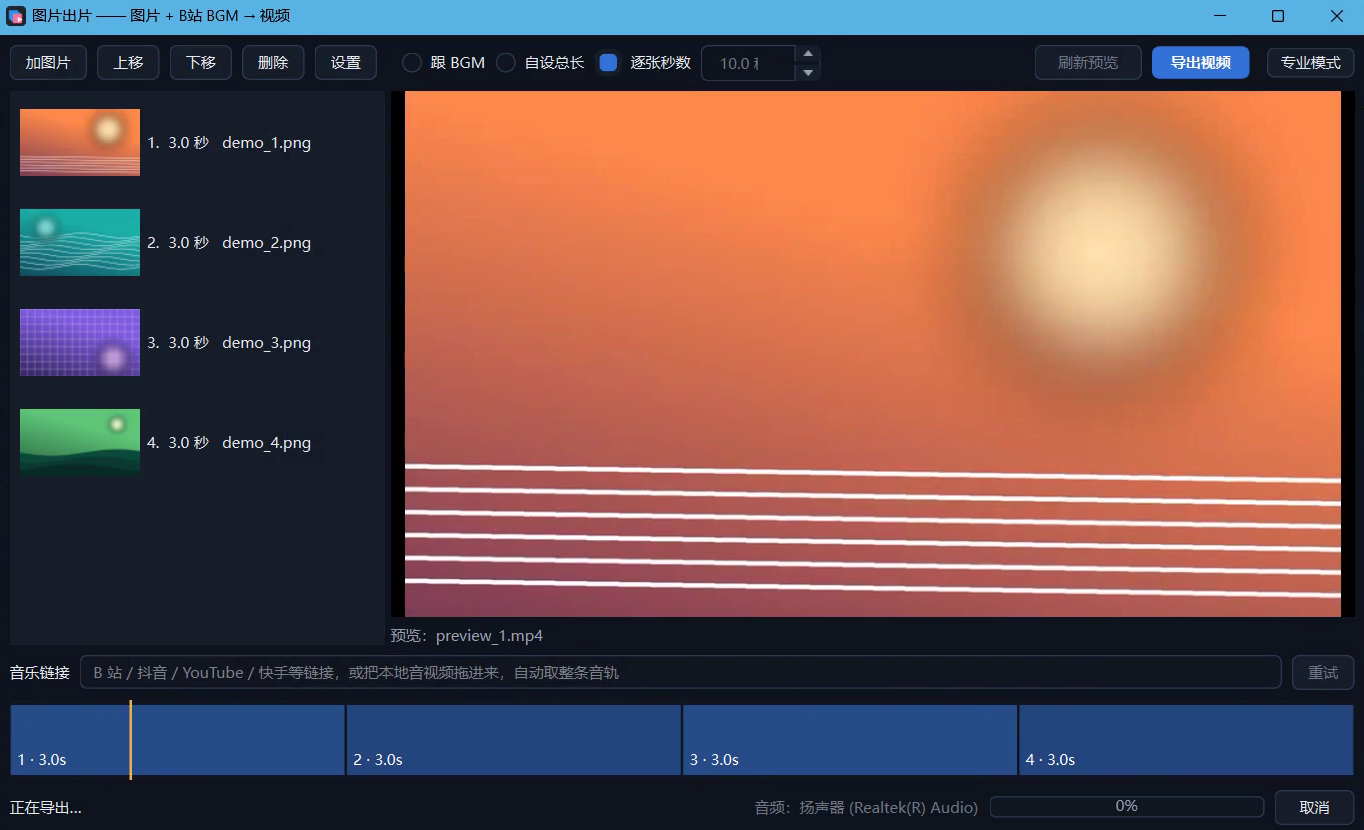 图片出片 —— 图片 + B站 BGM → 视频
加图片 上移 下移 删除 设置 跟 BGM 自设总长 逐张秒数 10.0 刷新预览 导出视频 专业模式
1. 3.0 秒 demo_1.png
2. 3.0 秒 demo_2.png
3. 3.0 秒 demo_3.png
4. 3.0 秒 demo_4.png
预览：preview_1.mp4
音乐链接 B 站 / 抖音 / YouTube / 快手等链接，或把本地音视频拖进来，自动取整条音轨 重试
1 · 3.0s 2 · 3.0s 3 · 3.0s 4 · 3.0s
正在导出... 音频：扬声器 (Realtek(R) Audio) 0% 取消